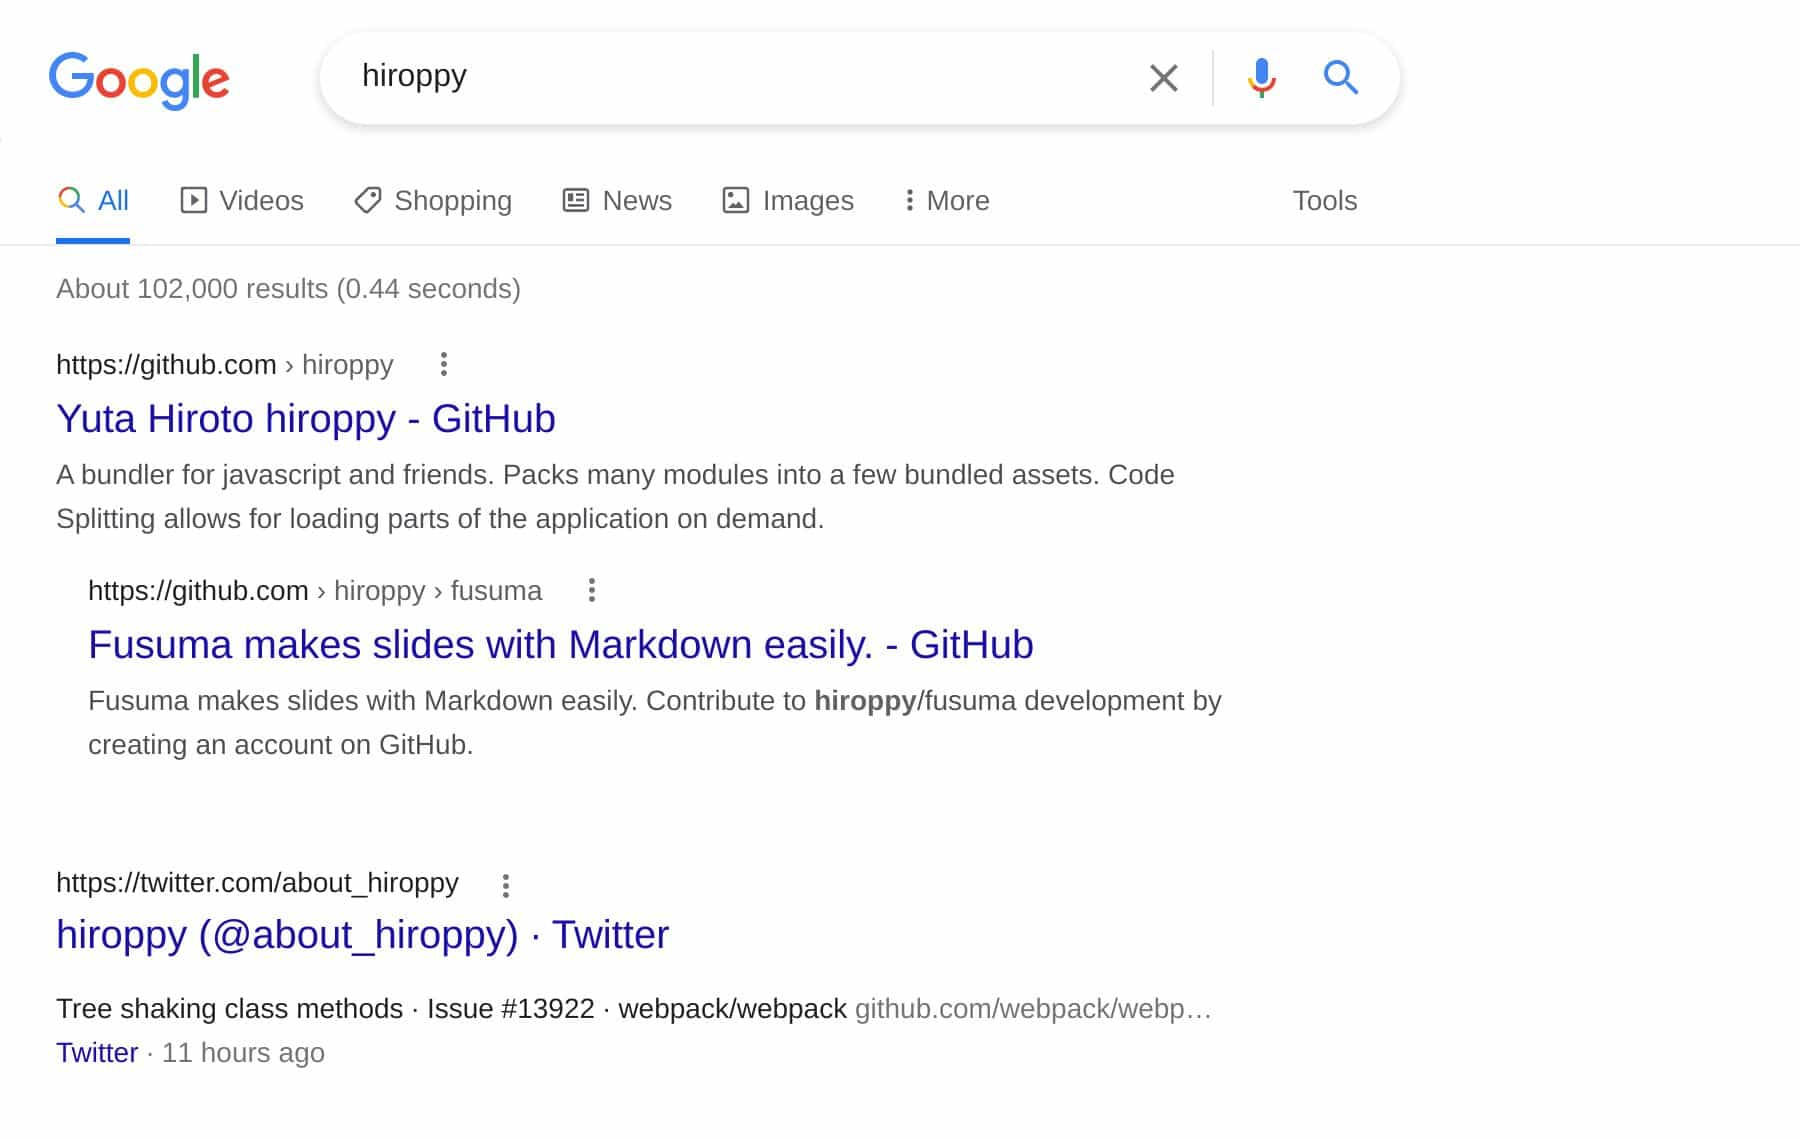 Google
hiroppy
All Videos Shopping News Images More Tools
About 102,000 results (0.44 seconds)
https://github.com › hiroppy
Yuta Hiroto hiroppy - GitHub
A bundler for javascript and friends. Packs many modules into a few bundled assets. Code
Splitting allows for loading parts of the application on demand.
https://github.com › hiroppy › fusuma
Fusuma makes slides with Markdown easily. - GitHub
Fusuma makes slides with Markdown easily. Contribute to hiroppy/fusuma development by
creating an account on GitHub.
https://twitter.com/about_hiroppy
hiroppy (@about_hiroppy) · Twitter
Tree shaking class methods · Issue #13922 · webpack/webpack github.com/webpack/webp…
Twitter · 11 hours ago